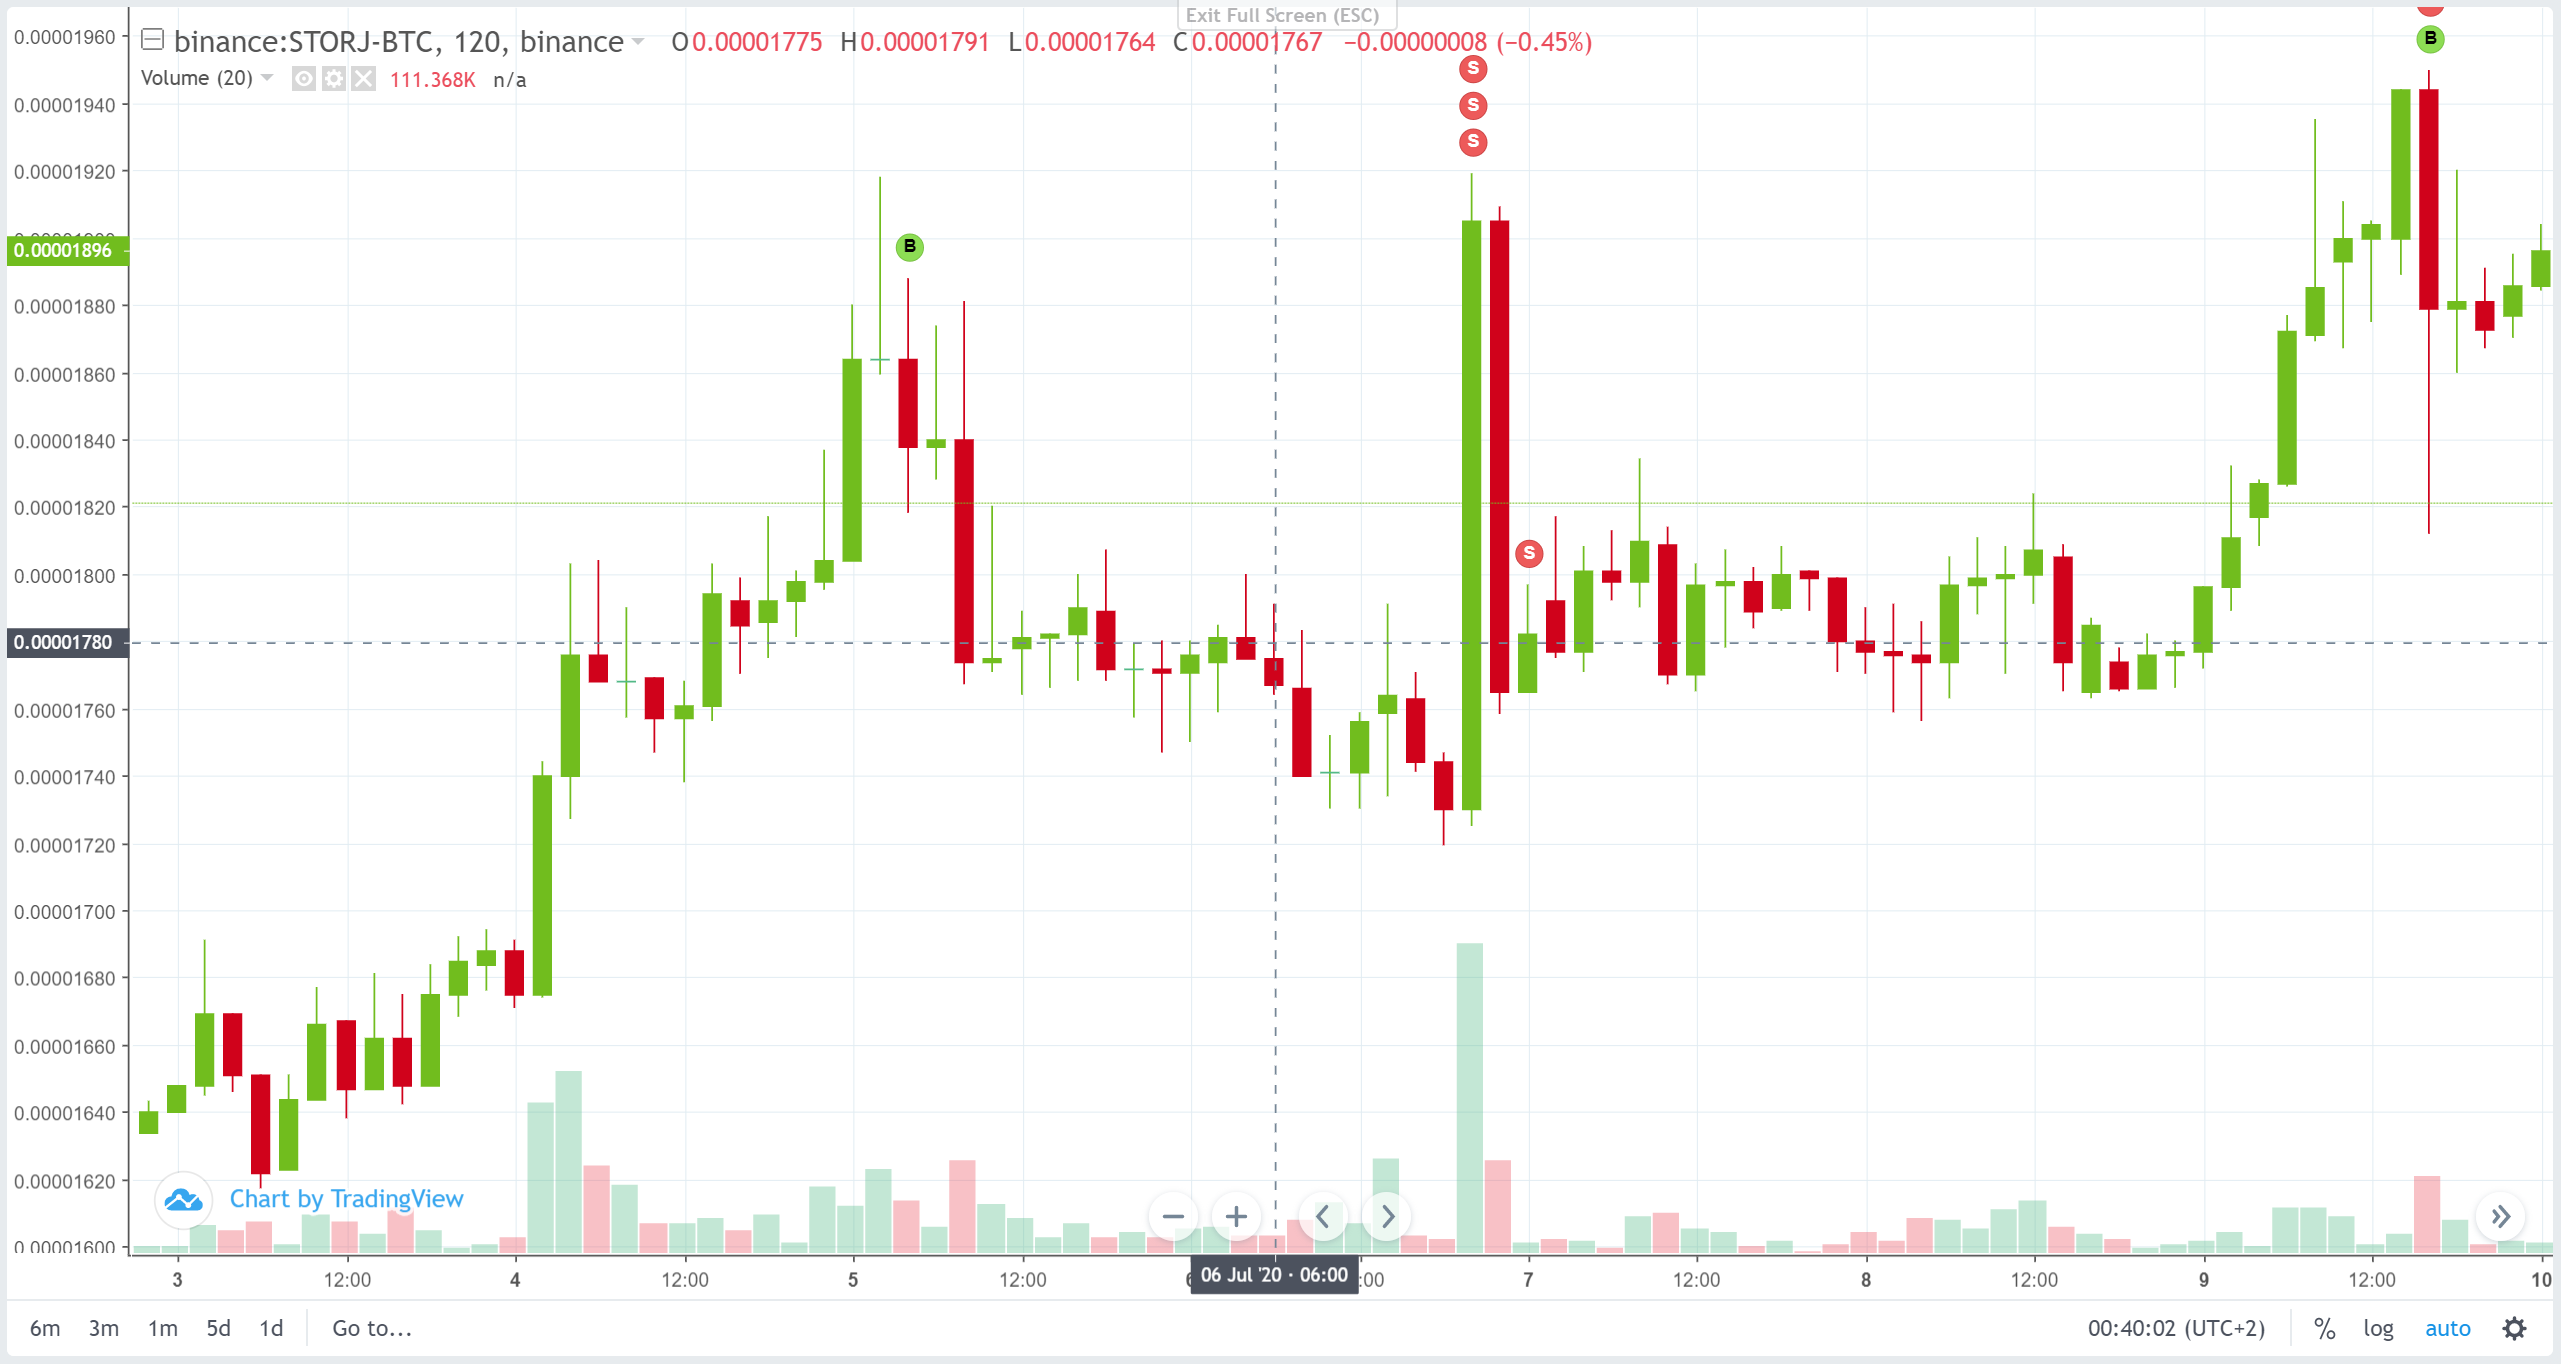 Exit Full Screen (ESC)
binance:STORJ-BTC, 120, binance O0.00001775 H0.00001791 L0.00001764 C0.00001767 −0.00000008 (−0.45%)
Volume (20) 111.368K n/a
0.00001960
0.00001940
0.00001920
0.00001896
0.00001880
0.00001860
0.00001840
0.00001820
0.00001800
0.00001780
0.00001760
0.00001740
0.00001720
0.00001700
0.00001680
0.00001660
0.00001640
0.00001620
0.00001600
B
S
S
S
B
S
Chart by TradingView
3 12:00 4 12:00 5 12:00 06 Jul '20 · 06:00 :00 7 12:00 8 12:00 9 12:00 10
6m 3m 1m 5d 1d Go to... 00:40:02 (UTC+2) % log auto